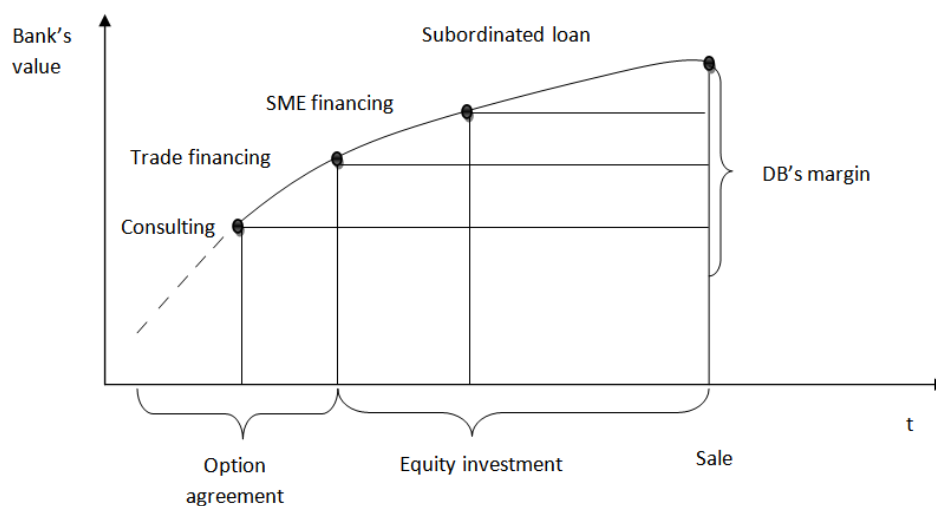 Bank's
value
Subordinated loan
SME financing
Trade financing
DB's margin
Consulting
t
Option
agreement
Equity investment
Sale